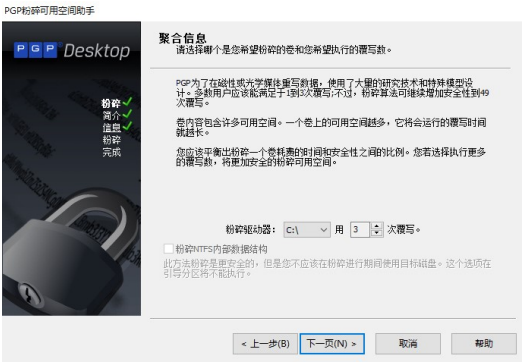 PGP粉碎可用空间助手
PGP Desktop
聚合信息
请选择哪个是您希望粉碎的卷和您希望执行的覆写数。
粉碎
简介
信息
粉碎
完成
PGP为了在磁性或光学媒体重写数据，使用了大量的研究技术和特殊模型设
计。多数用户应该能满足于1到3次覆写;不过，粉碎算法可继续增加安全性到49
次覆写。
卷内容包含许多可用空间。一个卷上的可用空间越多，它将会运行的覆写时间
就越长。
您应该平衡出粉碎一个卷耗费的时间和安全性之间的比例。您若选择执行更多
的覆写数，将更加安全的粉碎可用空间。
粉碎驱动器： C:\ 用 3 次覆写。
粉碎NTFS内部数据结构
此方法粉碎是更安全的，但是您不应该在粉碎进行期间使用目标磁盘。这个选项在
引导分区将不能执行。
< 上一步(B) 下一页(N) > 取消 帮助